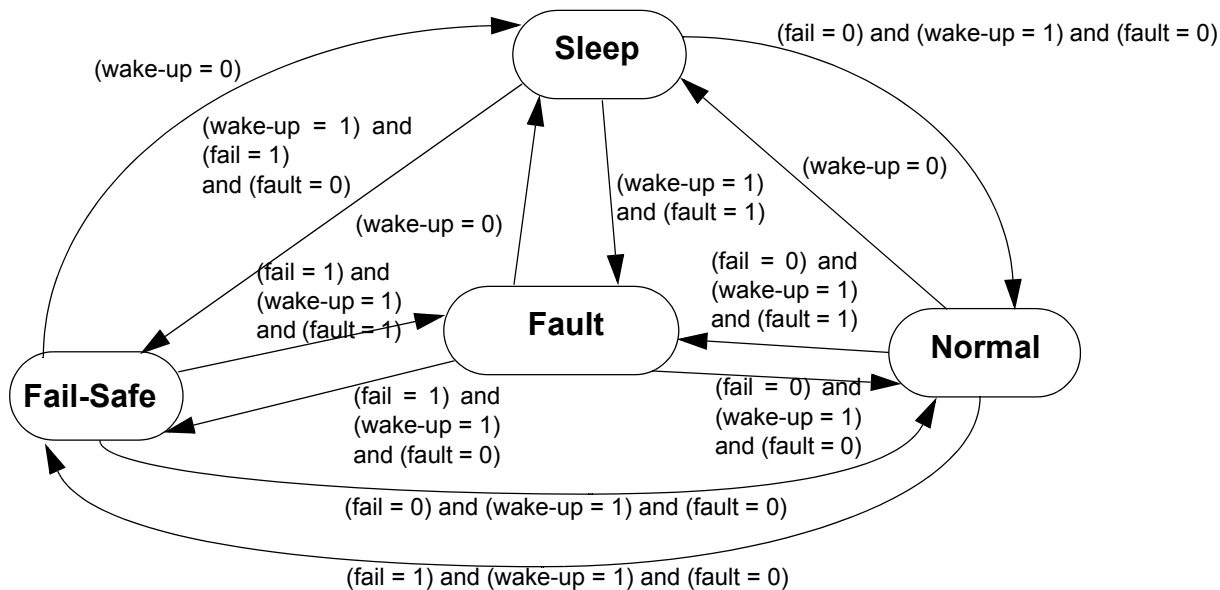 Sleep
(fail = 0) and (wake-up = 1) and (fault = 0)
(wake-up = 0)
(wake-up = 1) and
(fail = 1)
and (fault = 0)
(wake-up = 0)
(wake-up = 1)
and (fault = 1)
(wake-up = 0)
(fail = 1) and
(wake-up = 1)
and (fault = 1)
(fail = 0) and
(wake-up = 1)
and (fault = 1)
Fault
Normal
Fail-Safe
(fail = 1) and
(wake-up = 1)
and (fault = 0)
(fail = 0) and
(wake-up = 1)
and (fault = 0)
(fail = 0) and (wake-up = 1) and (fault = 0)
(fail = 1) and (wake-up = 1) and (fault = 0)